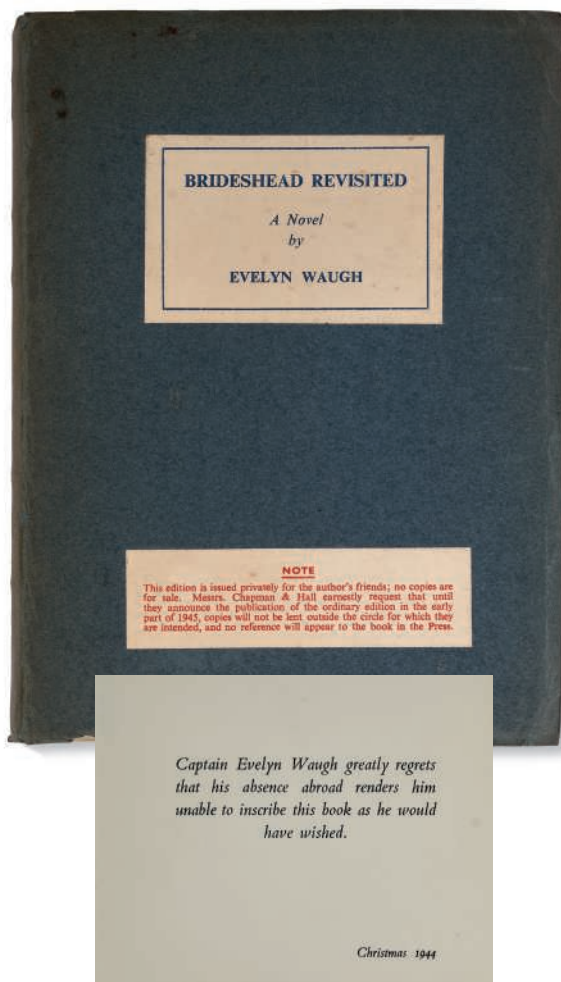 BRIDESHEAD REVISITED
A Novel
by
EVELYN WAUGH
NOTE
This edition is issued privately for the author's friends; no copies are
for sale. Messrs. Chapman & Hall earnestly request that until
they announce the publication of the ordinary edition in the early
part of 1945, copies will not be lent outside the circle for which they
are intended, and no reference will appear to the book in the Press.
Captain Evelyn Waugh greatly regrets
that his absence abroad renders him
unable to inscribe this book as he would
have wished.
Christmas 1944